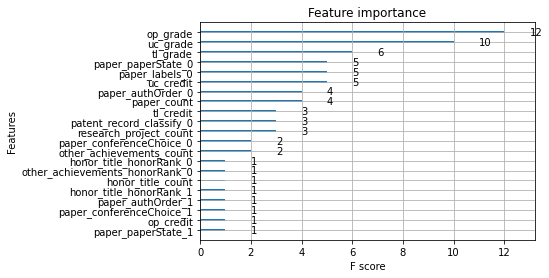 Feature importance
Features
op_grade 12
uc_grade 10
tl_grade 6
paper_paperState_0 5
paper_labels_0 5
uc_credit 5
paper_authOrder_0 4
paper_count 4
tl_credit 3
patent_record_classify_0 3
research_project_count 3
paper_conferenceChoice_0 2
other_achievements_count 2
honor_title_honorRank_0 1
other_achievements_honorRank_0 1
honor_title_count 1
honor_title_honorRank_1 1
paper_authOrder_1 1
paper_conferenceChoice_1 1
op_credit 1
paper_paperState_1 1
0 2 4 6 8 10 12
F score